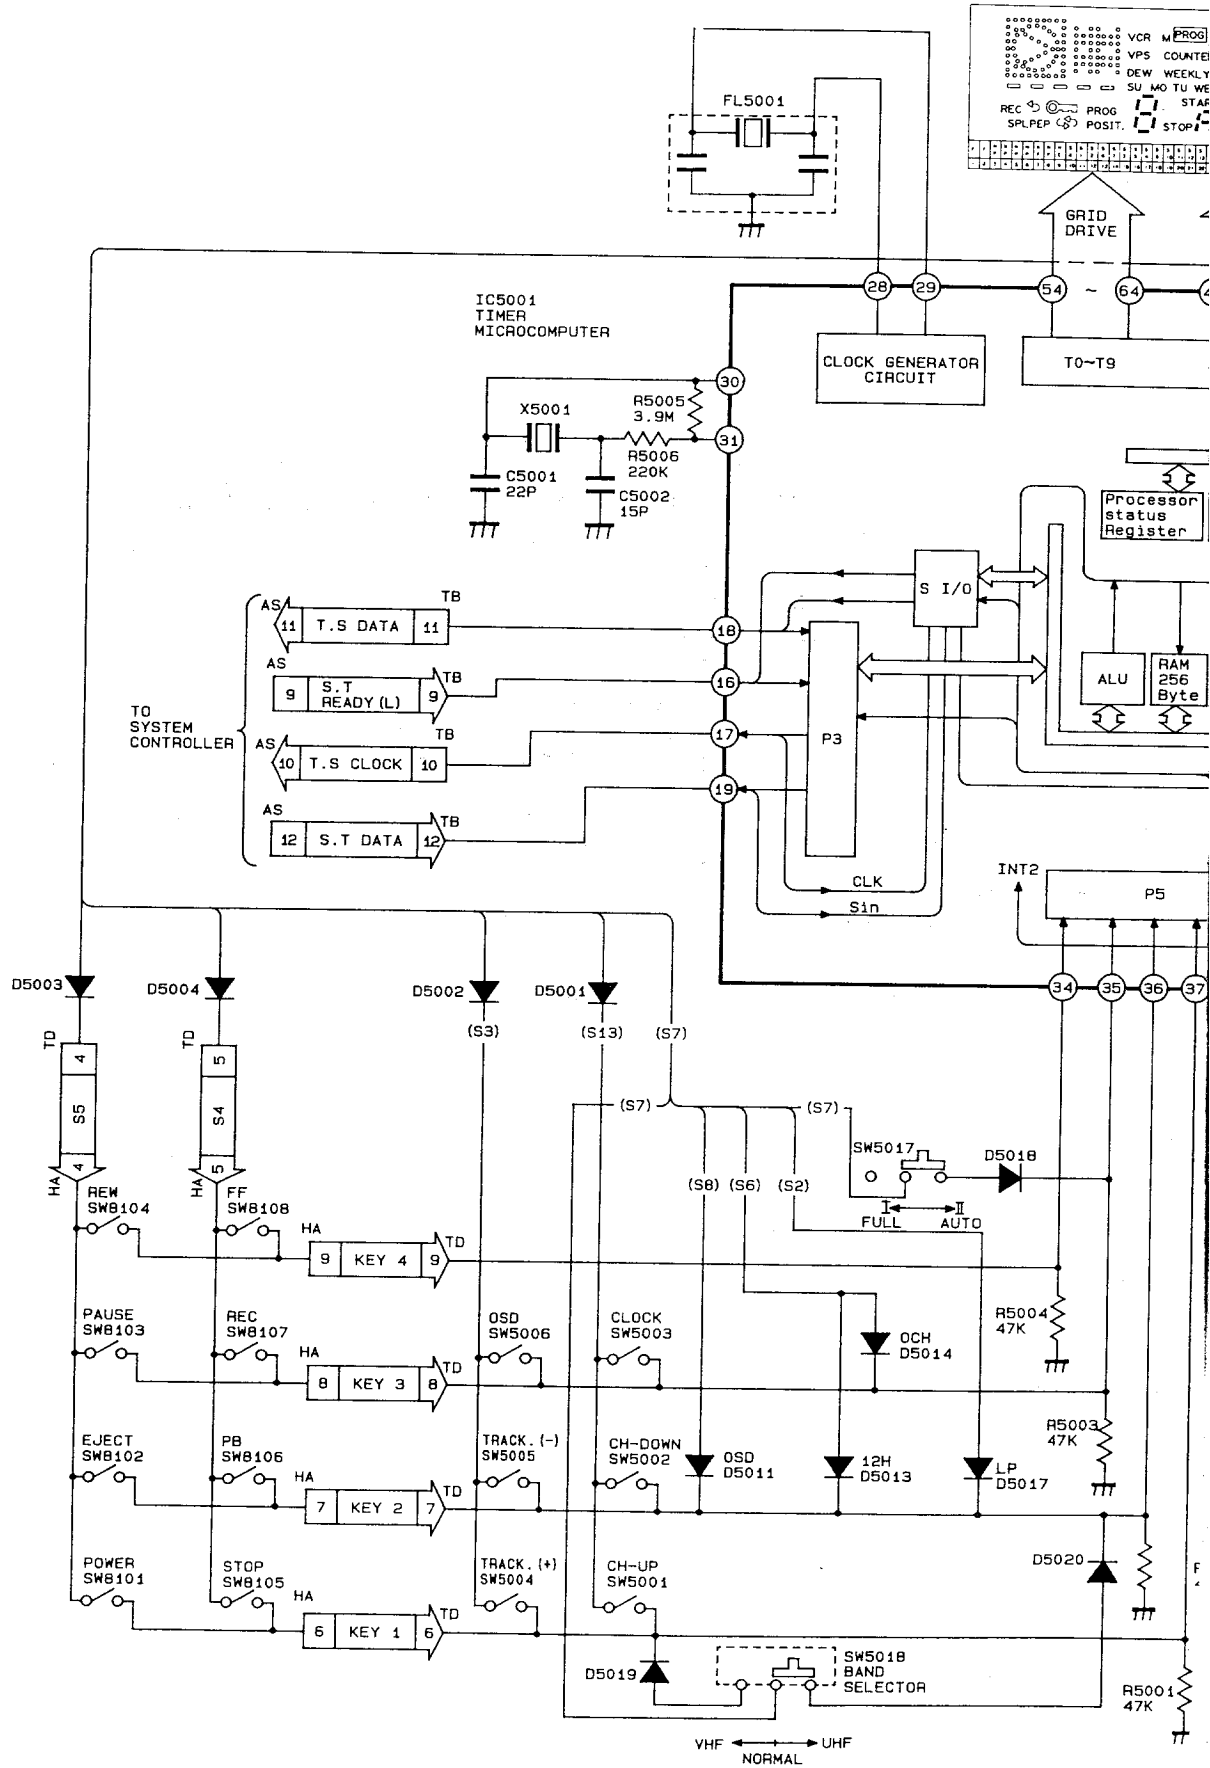 VCR M PROG
VPS COUNTE
DEW WEEKLY
SU MO TU WE
STAR
REC PROG
SPLPEP POSIT. STOP
FL5001
GRID
DRIVE
28 29 54 ~ 64 4
IC5001
TIMER
MICROCOMPUTER
CLOCK GENERATOR
CIRCUIT
T0~T9
30
X5001
R5005
3.9M
31
R5006
220K
C5001
22P
C5002
15P
Processor
status
Register
S I/O
AS TB
11 T.S DATA 11
18
AS TB
9 S.T
READY(L) 9
16
ALU
RAM
256
Byte
TO
SYSTEM
CONTROLLER
AS TB
10 T.S CLOCK 10
17
P3
19
AS TB
12 S.T DATA 12
CLK
Sin
INT2
P5
D5003
D5004
D5002
D5001
34 35 36 37
(S3) (S13) (S7)
TD 4 S5 4 HA
TD 5 S4 5 HA
(S7) (S7)
SW5017
D5018
(S8) (S6) (S2)
I II
FULL AUTO
REW
SW8104
FF
SW8108
HA
9 KEY 4 9
TD
R5004
47K
PAUSE
SW8103
REC
SW8107
HA
8 KEY 3 8
TD
OSD
SW5006
CLOCK
SW5003
OCH
D5014
R5003
47K
EJECT
SW8102
PB
SW8106
HA
7 KEY 2 7
TD
TRACK.(-)
SW5005
CH-DOWN
SW5002
OSD
D5011
12H
D5013
LP
D5017
POWER
SW8101
STOP
SW8105
HA
6 KEY 1 6
TD
TRACK.(+)
SW5004
CH-UP
SW5001
D5020
D5019
SW5018
BAND
SELECTOR
R5001
47K
VHF UHF
NORMAL